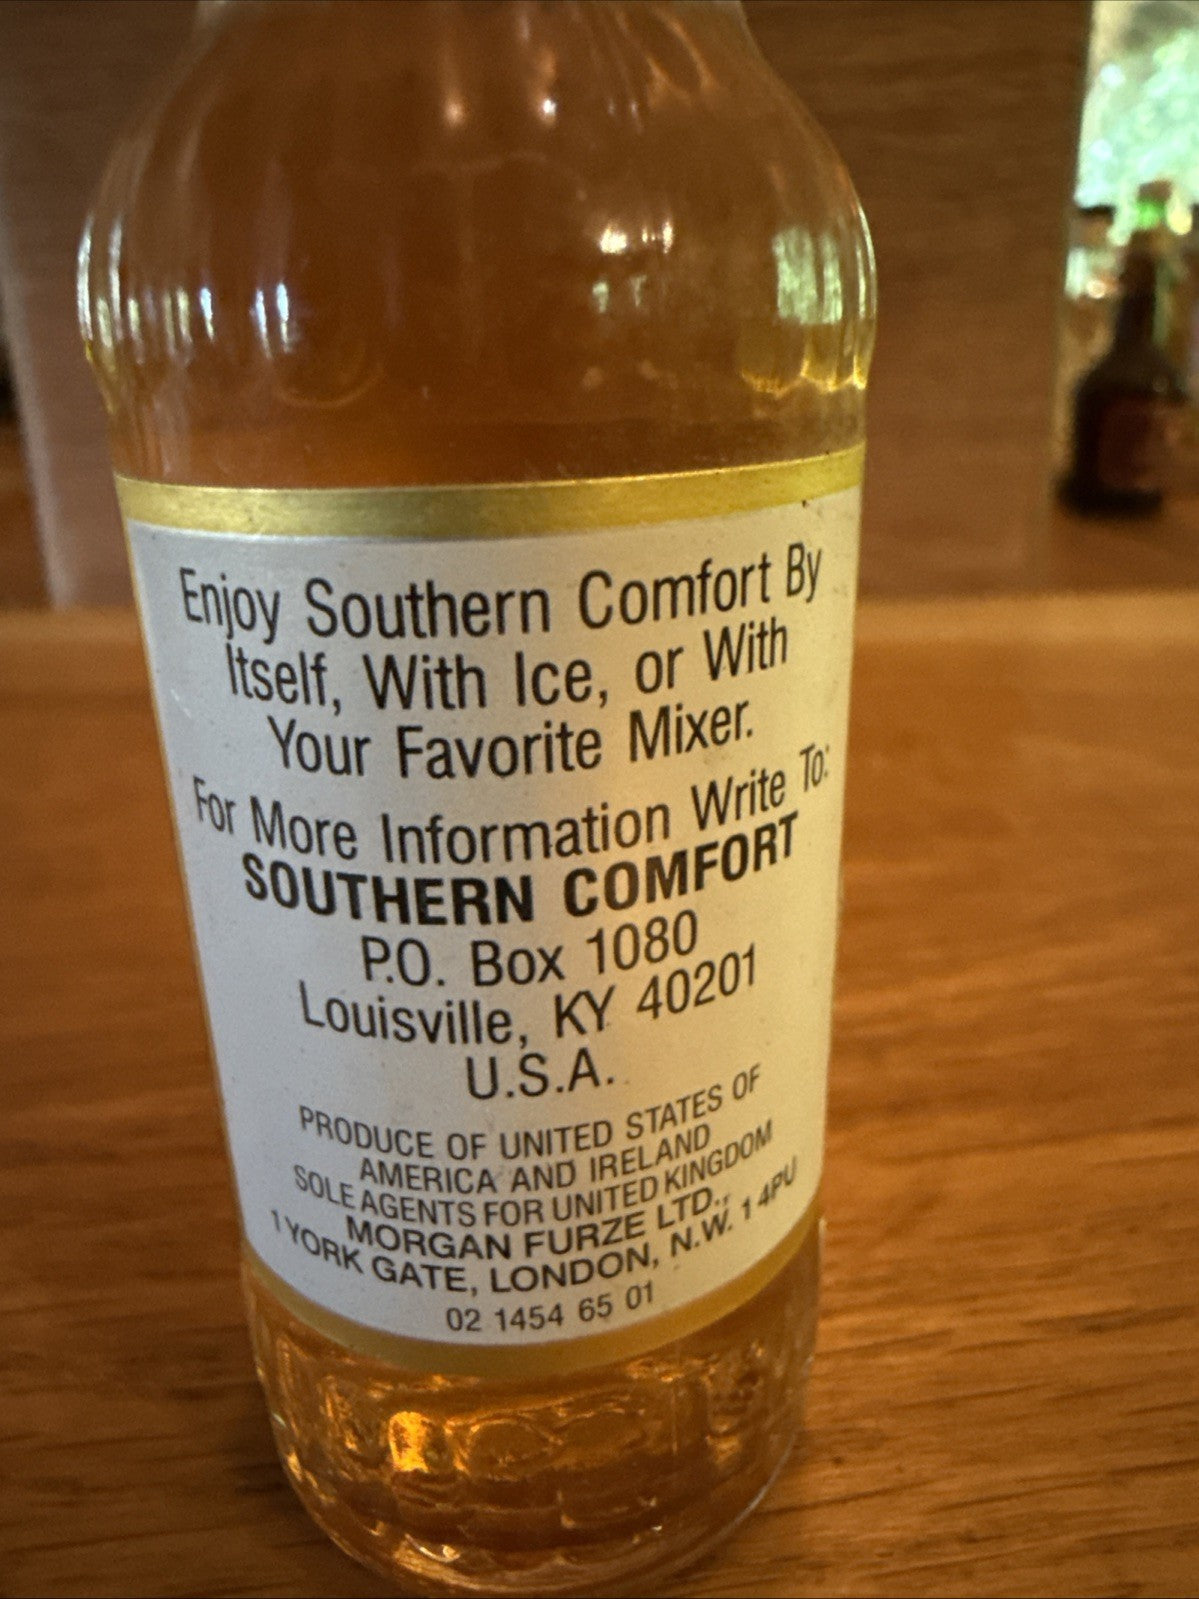 Enjoy Southern Comfort By
Itself, With Ice, or With
Your Favorite Mixer.
For More Information Write To:
SOUTHERN COMFORT
P.O. Box 1080
Louisville, KY 40201
U.S.A.
PRODUCE OF UNITED STATES OF
AMERICA AND IRELAND
SOLE AGENTS FOR UNITED KINGDOM
MORGAN FURZE LTD.,
1 YORK GATE, LONDON, N.W. 1 4PU
02 1454 65 01